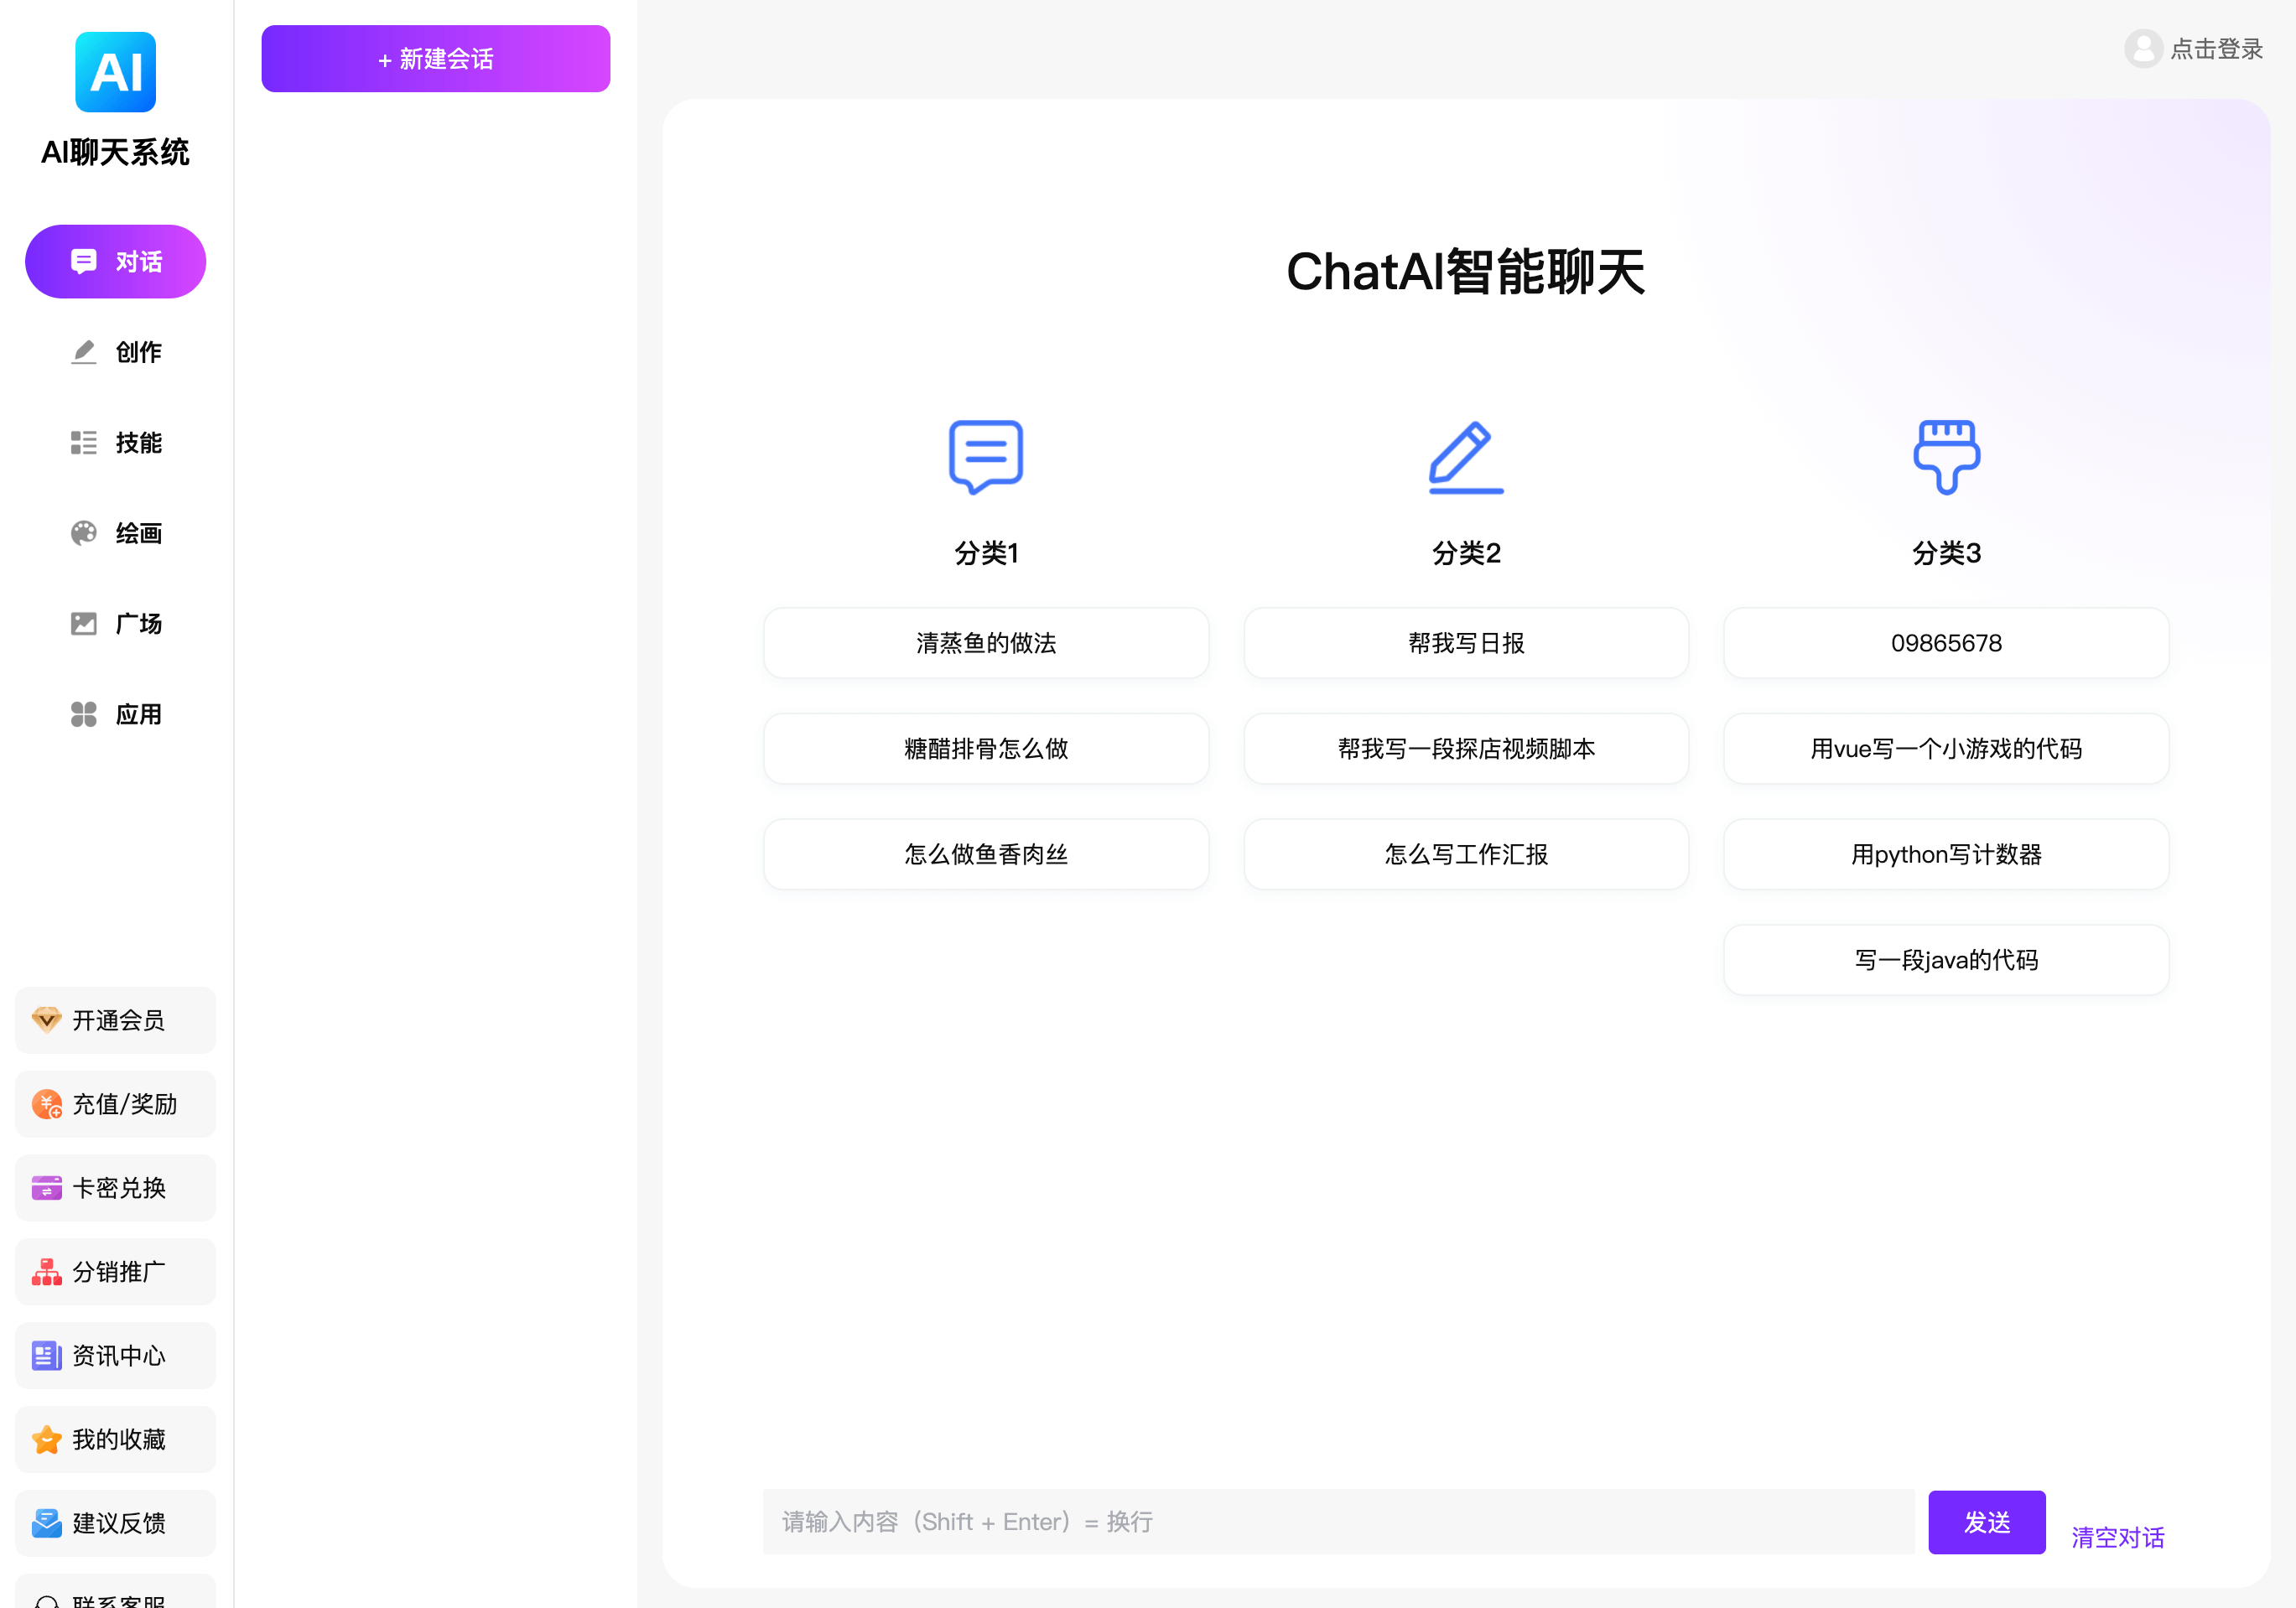 AI
AI聊天系统
对话
创作
技能
绘画
广场
应用
开通会员
充值/奖励
卡密兑换
分销推广
资讯中心
我的收藏
建议反馈
联系客服
+ 新建会话
点击登录
ChatAI智能聊天
分类1
清蒸鱼的做法
糖醋排骨怎么做
怎么做鱼香肉丝
分类2
帮我写日报
帮我写一段探店视频脚本
怎么写工作汇报
分类3
09865678
用vue写一个小游戏的代码
用python写计数器
写一段java的代码
请输入内容（Shift + Enter）= 换行
发送
清空对话